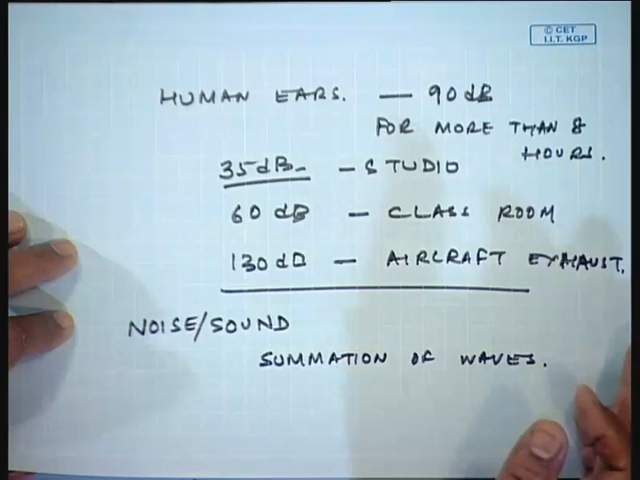 © CET
I.I.T. KGP
HUMAN EARS. — 90 dB
FOR MORE THAN 8
HOURS.
35 dB – STUDIO
60 dB – CLASS ROOM
130 dB – AIRCRAFT EXHAUST.
NOISE/SOUND
SUMMATION OF WAVES.